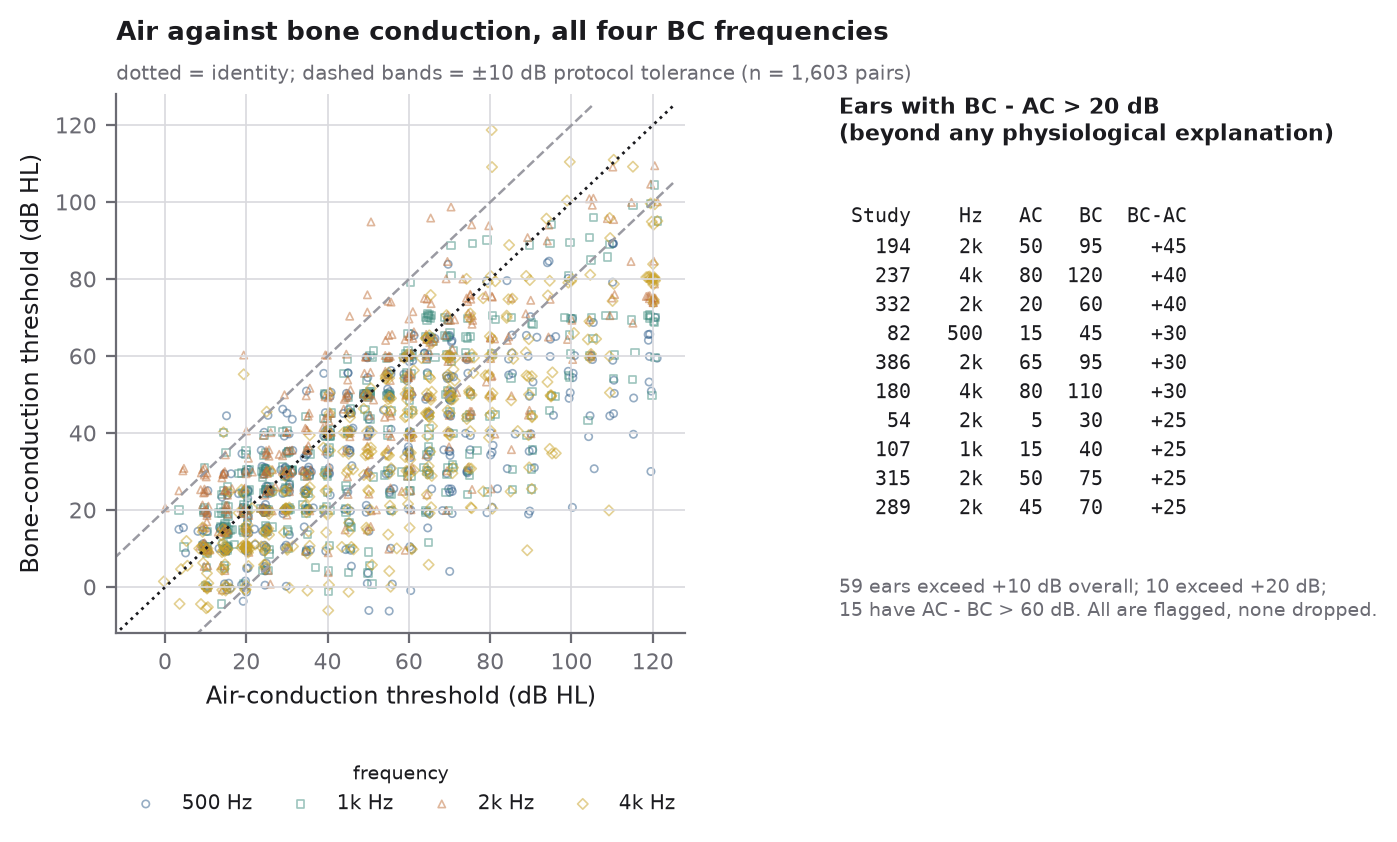 Air against bone conduction, all four BC frequencies
dotted = identity; dashed bands = ±10 dB protocol tolerance (n = 1,603 pairs)
Ears with BC - AC > 20 dB
(beyond any physiological explanation)
Study Hz AC BC BC-AC
194 2k 50 95 +45
237 4k 80 120 +40
332 2k 20 60 +40
82 500 15 45 +30
386 2k 65 95 +30
180 4k 80 110 +30
54 2k 5 30 +25
107 1k 15 40 +25
315 2k 50 75 +25
289 2k 45 70 +25
59 ears exceed +10 dB overall; 10 exceed +20 dB;
15 have AC - BC > 60 dB. All are flagged, none dropped.
Bone-conduction threshold (dB HL)
120
100
80
60
40
20
0
0 20 40 60 80 100 120
Air-conduction threshold (dB HL)
frequency
500 Hz 1k Hz 2k Hz 4k Hz